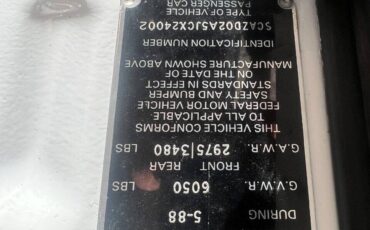 DURING 5-88
G.V.W.R. 6050 LBS
FRONT REAR
G.A.W.R. 2975|3480 LBS
THIS VEHICLE CONFORMS
TO ALL APPLICABLE
FEDERAL MOTOR VEHICLE
SAFETY AND BUMPER
STANDARDS IN EFFECT
ON THE DATE OF
MANUFACTURE SHOWN ABOVE
IDENTIFICATION NUMBER
SCAZD02A5JCX24002
TYPE OF VEHICLE
PASSENGER CAR